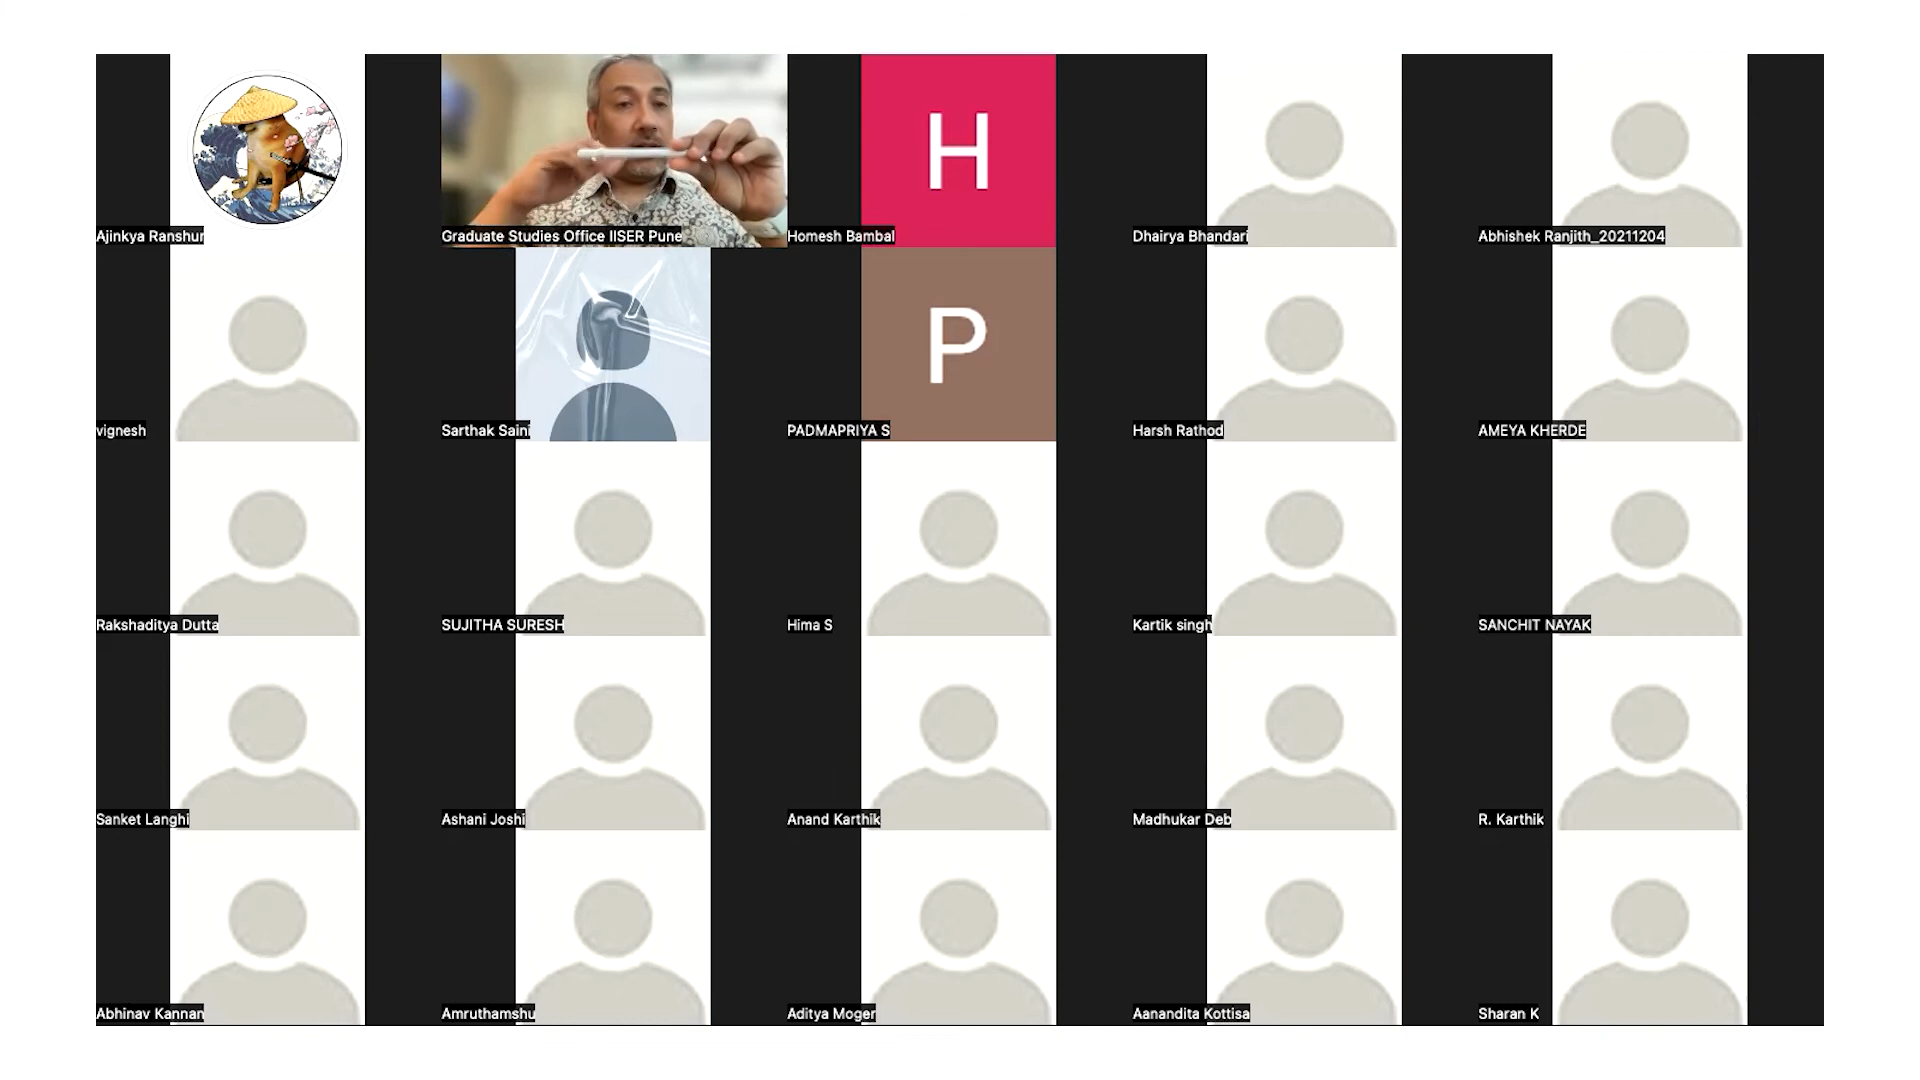 Ajinkya Ranshur
Graduate Studies Office IISER Pune
H
Homesh Bambal
Dhairya Bhandari
Abhishek Ranjith_20211204
vignesh
Sarthak Saini
P
PADMAPRIYA S
Harsh Rathod
AMEYA KHERDE
Rakshaditya Dutta
SUJITHA SURESH
Hima S
Kartik singh
SANCHIT NAYAK
Sanket Langhi
Ashani Joshi
Anand Karthik
Madhukar Deb
R. Karthik
Abhinav Kannan
Amruthamshu
Aditya Moger
Aanandita Kottisa
Sharan K